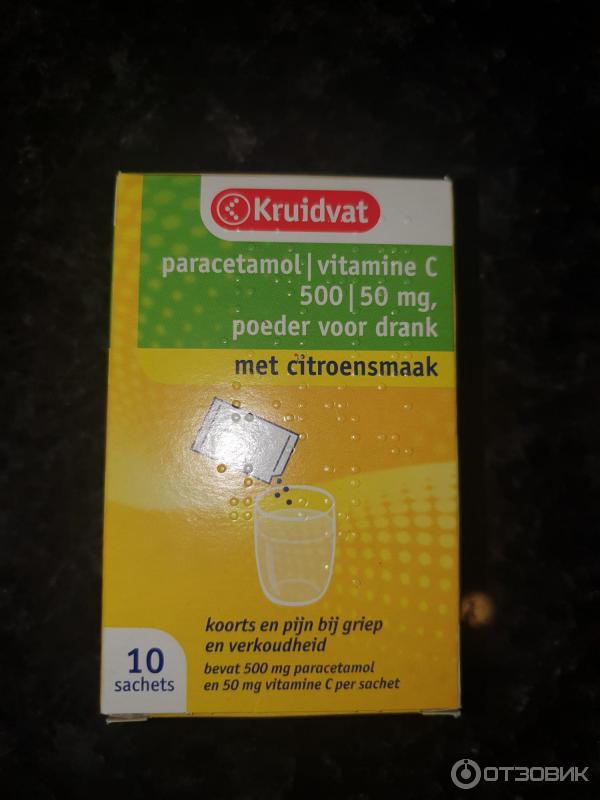 Kruidvat
paracetamol | vitamine C
500 | 50 mg,
poeder voor drank
met citroensmaak
koorts en pijn bij griep
en verkoudheid
bevat 500 mg paracetamol
en 50 mg vitamine C per sachet
10
sachets
ОТЗОВИК